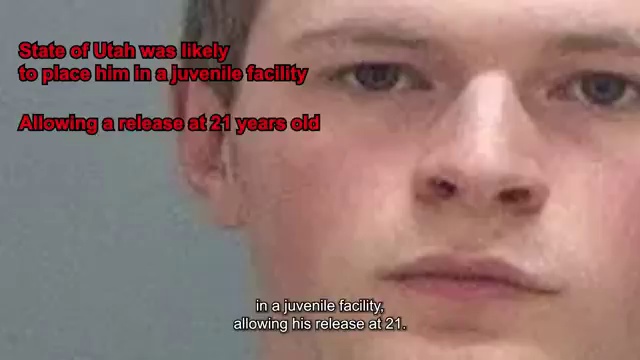 State of Utah was likely
to place him in a juvenile facility
Allowing a release at 21 years old
in a juvenile facility,
allowing his release at 21.